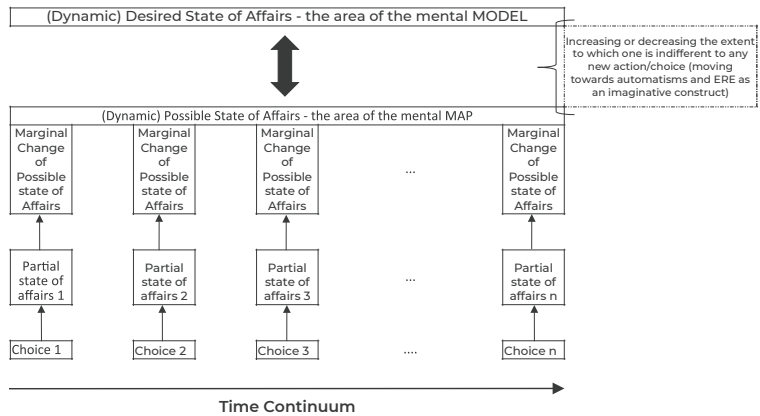 (Dynamic) Desired State of Affairs - the area of the mental MODEL
Increasing or decreasing the extent
to which one is indifferent to any
new action/choice (moving
towards automatisms and ERE as
an imaginative construct)
(Dynamic) Possible State of Affairs - the area of the mental MAP
Marginal
Change
of
Possible
state of
Affairs
Marginal
Change
of
Possible
state of
Affairs
Marginal
Change
of
Possible
state of
Affairs
...
Marginal
Change
of
Possible
state of
Affairs
Partial
state of
affairs 1
Partial
state of
affairs 2
Partial
state of
affairs 3
...
Partial
state of
affairs n
Choice 1
Choice 2
Choice 3
....
Choice n
Time Continuum